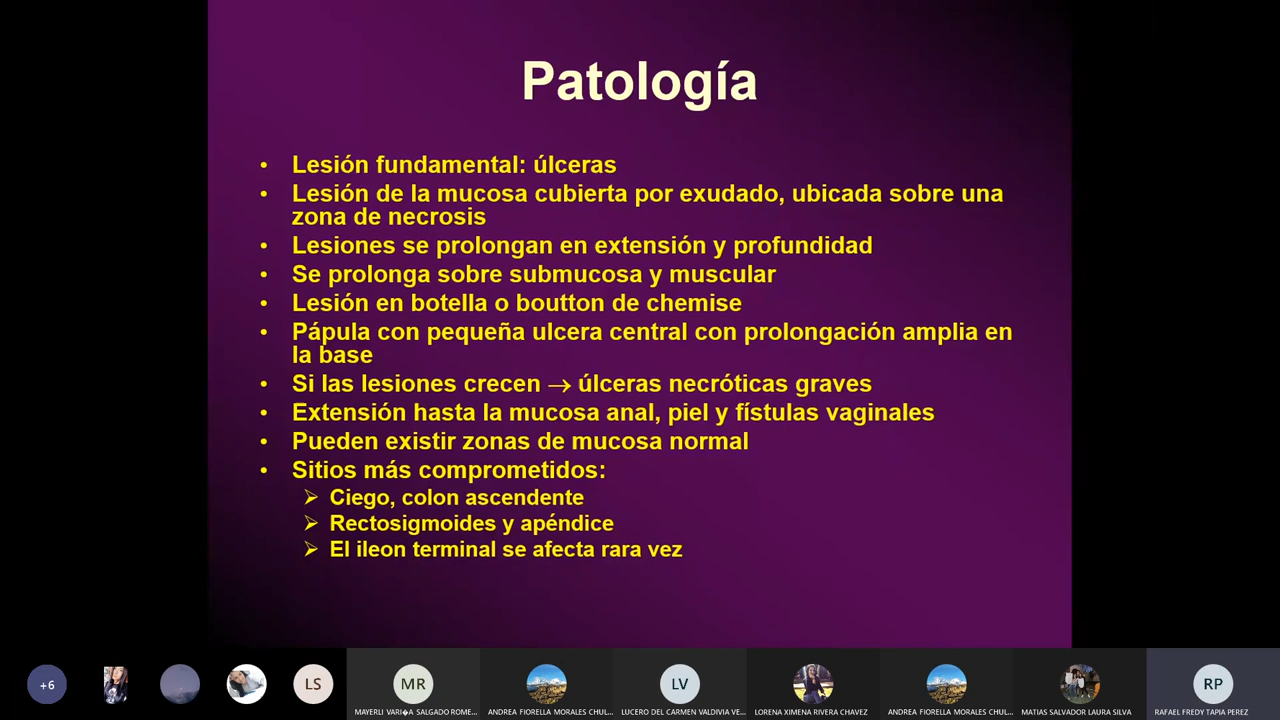 Patología
• Lesión fundamental: úlceras
• Lesión de la mucosa cubierta por exudado, ubicada sobre una
zona de necrosis
• Lesiones se prolongan en extensión y profundidad
• Se prolonga sobre submucosa y muscular
• Lesión en botella o boutton de chemise
• Pápula con pequeña ulcera central con prolongación amplia en
la base
• Si las lesiones crecen → úlceras necróticas graves
• Extensión hasta la mucosa anal, piel y fístulas vaginales
• Pueden existir zonas de mucosa normal
• Sitios más comprometidos:
➢ Ciego, colon ascendente
➢ Rectosigmoides y apéndice
➢ El ileon terminal se afecta rara vez
+6 LS MR LV RP
MAYERLI VARI�A SALGADO ROME... ANDREA FIORELLA MORALES CHUL... LUCERO DEL CARMEN VALDIVIA VE... LORENA XIMENA RIVERA CHAVEZ ANDREA FIORELLA MORALES CHUL... MATIAS SALVADOR LAURA SILVA RAFAEL FREDY TAPIA PEREZ